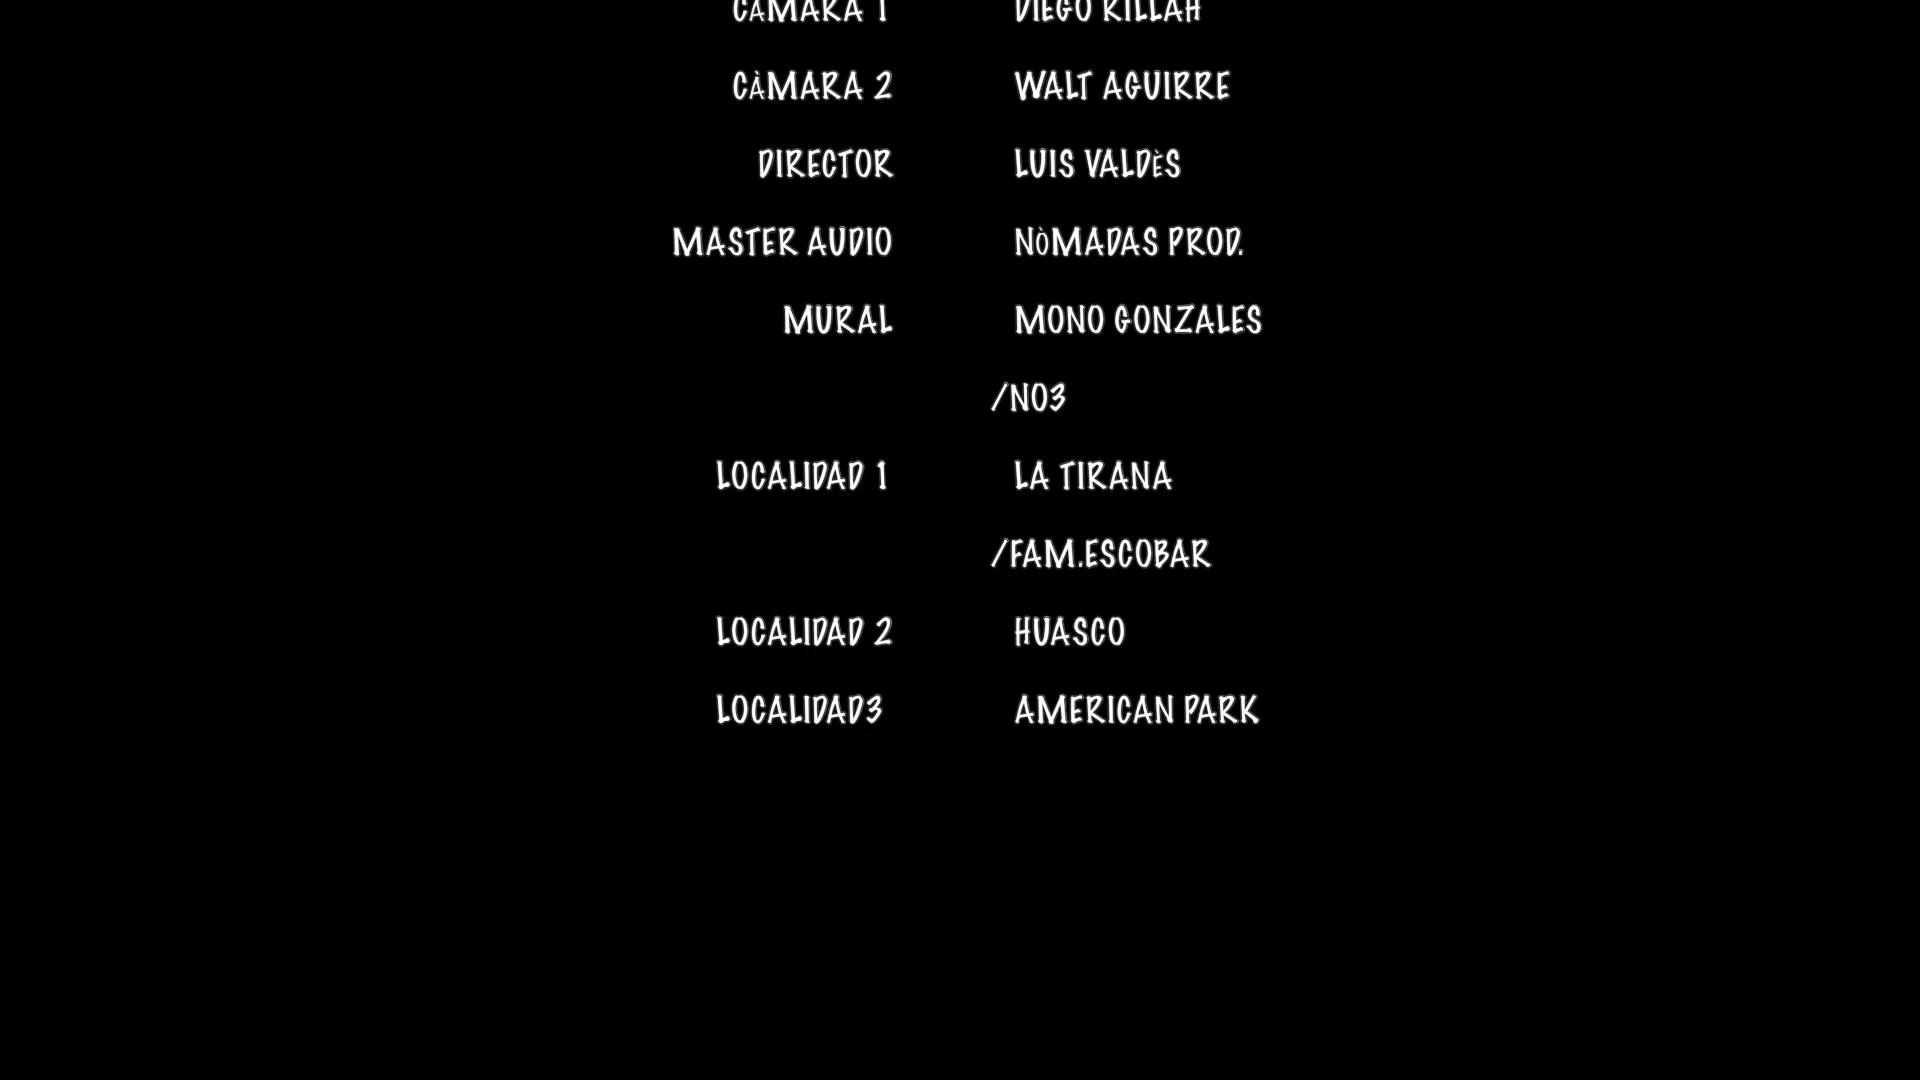 CÀMARA 1 DIEGO KILLAH
CÀMARA 2 WALT AGUIRRE
DIRECTOR LUIS VALDÈS
MASTER AUDIO NÒMADAS PROD.
MURAL MONO GONZALES
/NO3
LOCALIDAD 1 LA TIRANA
/FAM.ESCOBAR
LOCALIDAD 2 HUASCO
LOCALIDAD3 AMERICAN PARK